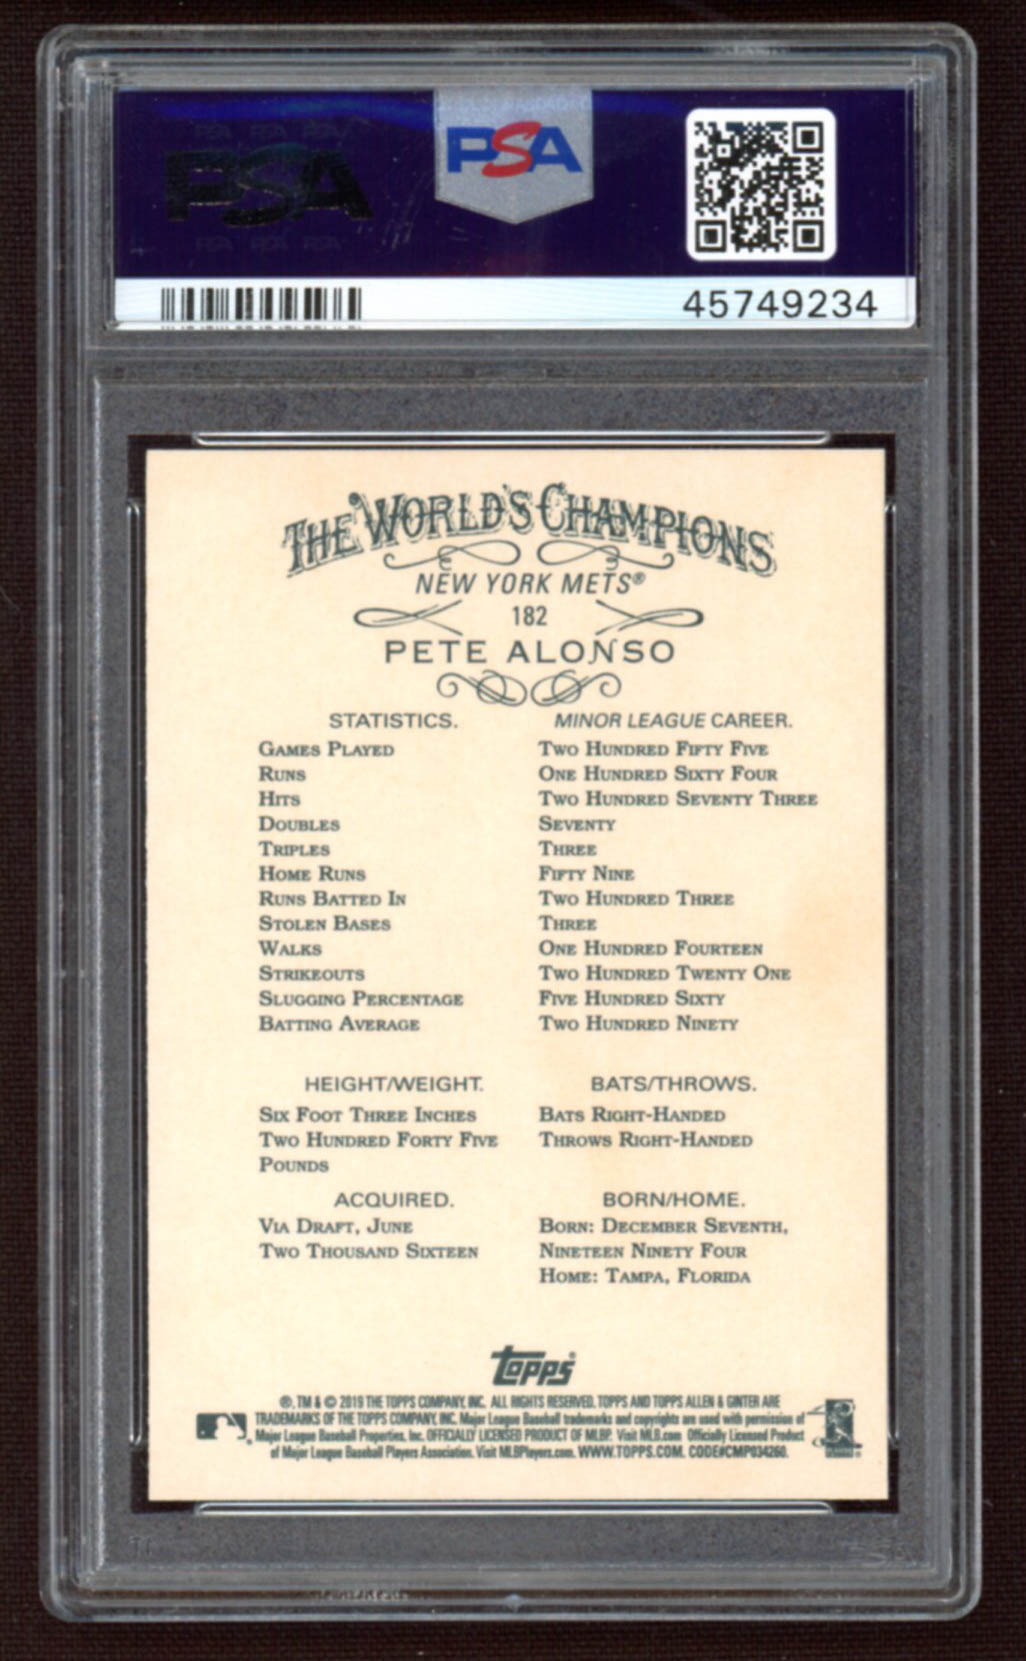 PSA PSA PSA
PSA
PSA PSA PSA
PSA
45749234
THE WORLD'S CHAMPIONS
NEW YORK METS®
182
PETE ALONSO
STATISTICS. MINOR LEAGUE CAREER.
GAMES PLAYED TWO HUNDRED FIFTY FIVE
RUNS ONE HUNDRED SIXTY FOUR
HITS TWO HUNDRED SEVENTY THREE
DOUBLES SEVENTY
TRIPLES THREE
HOME RUNS FIFTY NINE
RUNS BATTED IN TWO HUNDRED THREE
STOLEN BASES THREE
WALKS ONE HUNDRED FOURTEEN
STRIKEOUTS TWO HUNDRED TWENTY ONE
SLUGGING PERCENTAGE FIVE HUNDRED SIXTY
BATTING AVERAGE TWO HUNDRED NINETY
HEIGHT/WEIGHT.
SIX FOOT THREE INCHES
TWO HUNDRED FORTY FIVE
POUNDS
BATS/THROWS.
BATS RIGHT-HANDED
THROWS RIGHT-HANDED
ACQUIRED.
VIA DRAFT, JUNE
TWO THOUSAND SIXTEEN
BORN/HOME.
BORN: DECEMBER SEVENTH,
NINETEEN NINETY FOUR
HOME: TAMPA, FLORIDA
TOPPS®
®, TM & © 2019 THE TOPPS COMPANY, INC. ALL RIGHTS RESERVED. TOPPS AND TOPPS ALLEN & GINTER ARE
TRADEMARKS OF THE TOPPS COMPANY, INC. Major League Baseball trademarks and copyrights are used with permission of
Major League Baseball Properties, Inc. OFFICIALLY LICENSED PRODUCT OF MLBP. Visit MLB.com Officially Licensed Product
of Major League Baseball Players Association. Visit MLBPlayers.com. WWW.TOPPS.COM. CODE#CMP034260.